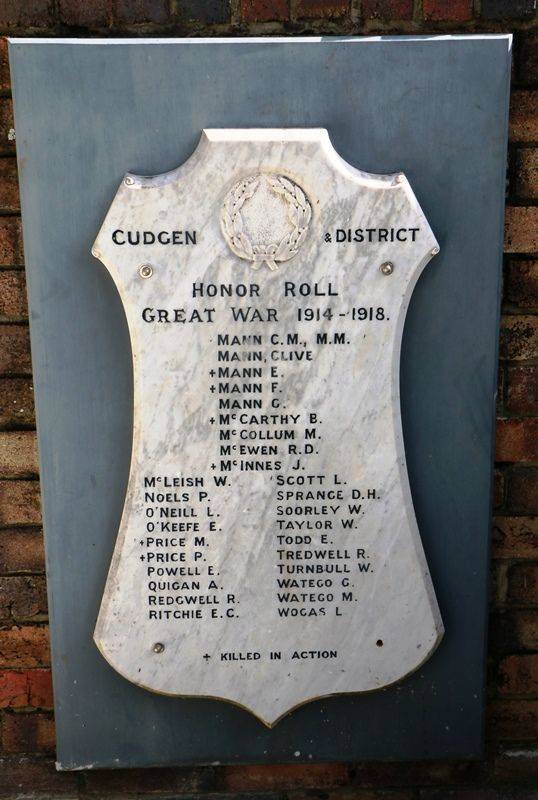 CUDGEN & DISTRICT
HONOR ROLL
GREAT WAR 1914-1918.
MANN C.M., M.M.
MANN, CLIVE
+MANN E.
+MANN F.
MANN G.
+McCARTHY B.
McCOLLUM M.
McEWEN R.D.
+McINNES J.
McLEISH W.
NOELS P.
O'NEILL L.
O'KEEFE E.
+PRICE M.
+PRICE P.
POWELL E.
QUIGAN A.
REDGWELL R.
RITCHIE E.C.
SCOTT L.
SPRANGE D.H.
SOORLEY W.
TAYLOR W.
TODD E.
TREDWELL R.
TURNBULL W.
WATEGO G.
WATEGO M.
WOGAS L
+ KILLED IN ACTION